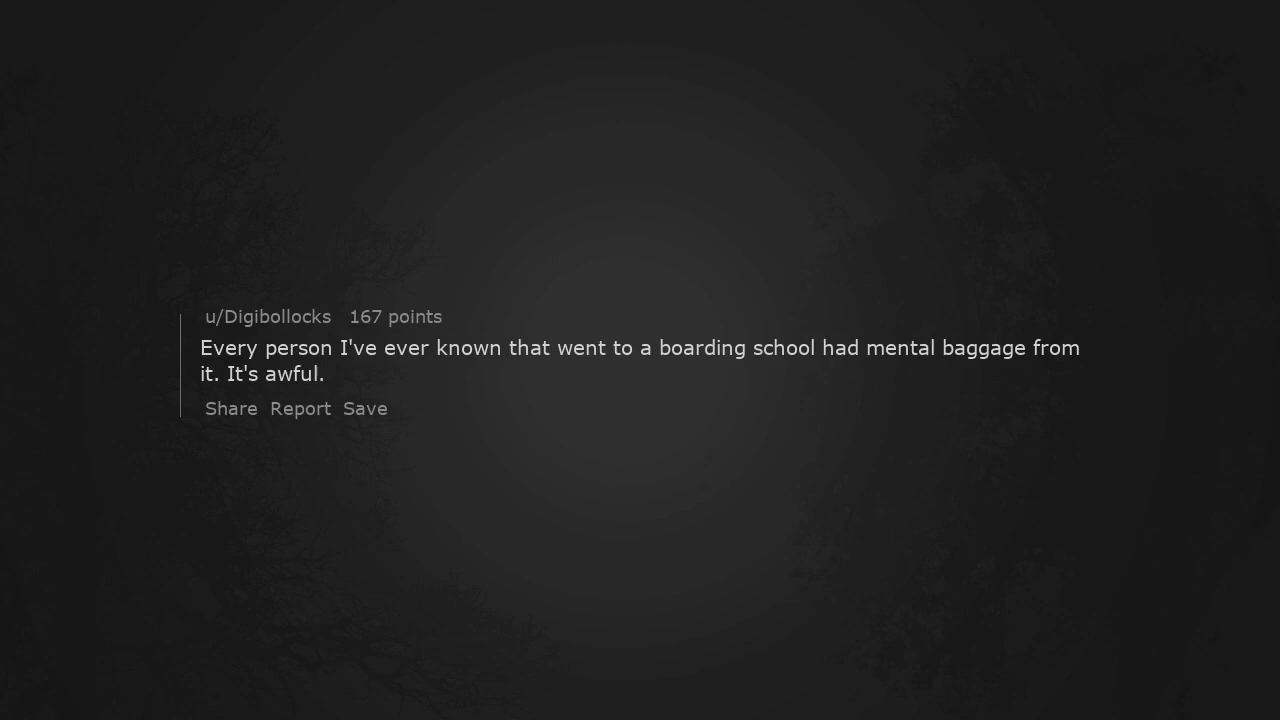 u/Digibollocks 167 points
Every person I've ever known that went to a boarding school had mental baggage from
it. It's awful.
Share Report Save